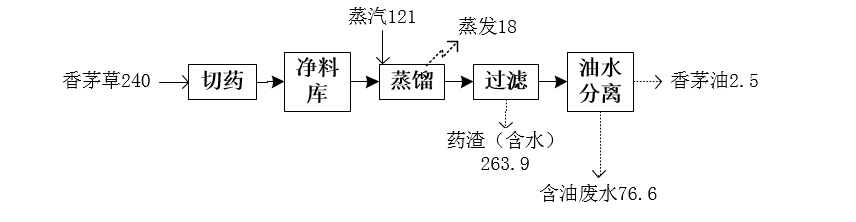 蒸汽121
蒸发18
香茅草240
切药
净料
库
蒸馏
过滤
油水
分离
香茅油2.5
药渣（含水）
263.9
含油废水76.6